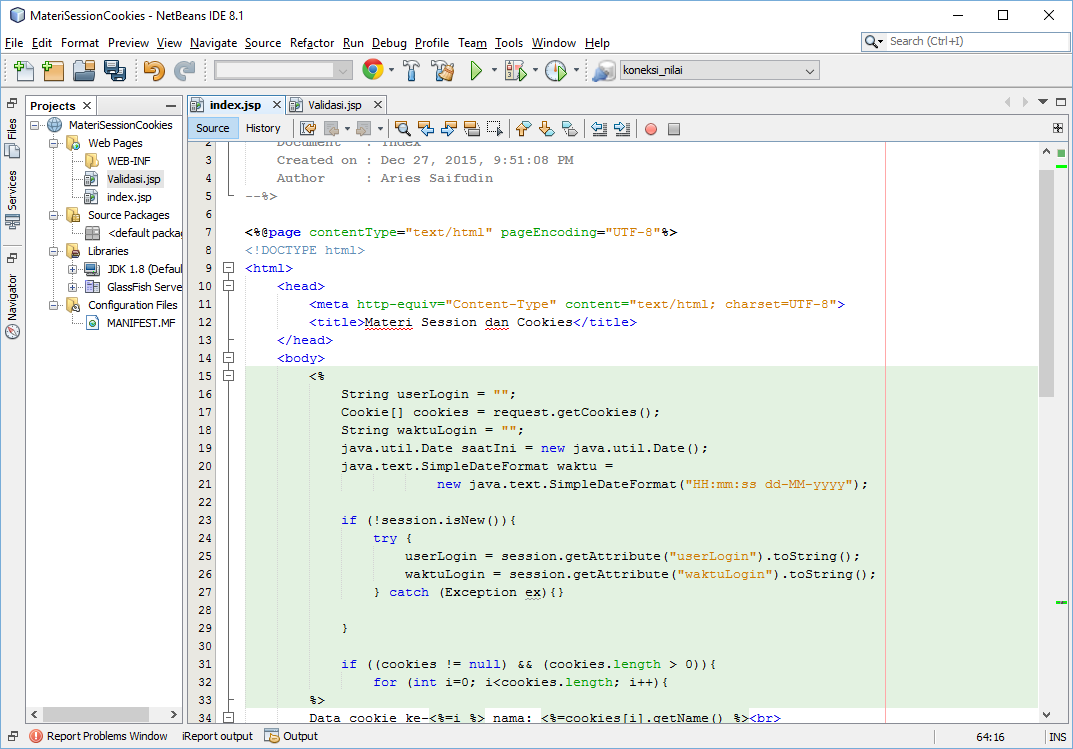 MateriSessionCookies - NetBeans IDE 8.1
File Edit Format Preview View Navigate Source Refactor Run Debug Profile Team Tools Window Help
Search (Ctrl+I)
koneksi_nilai
Files
Services
Navigator
Projects
MateriSessionCookies
Web Pages
WEB-INF
Validasi.jsp
index.jsp
Source Packages
<default packa
Libraries
JDK 1.8 (Defaul
GlassFish Serve
Configuration Files
MANIFEST.MF
index.jsp Validasi.jsp
Source History
2 Document : index
3 Created on : Dec 27, 2015, 9:51:08 PM
4 Author : Aries Saifudin
5 --%>
6
7 <%@page contentType="text/html" pageEncoding="UTF-8"%>
8 <!DOCTYPE html>
9 <html>
10 <head>
11 <meta http-equiv="Content-Type" content="text/html; charset=UTF-8">
12 <title>Materi Session dan Cookies</title>
13 </head>
14 <body>
15 <%
16 String userLogin = "";
17 Cookie[] cookies = request.getCookies();
18 String waktuLogin = "";
19 java.util.Date saatIni = new java.util.Date();
20 java.text.SimpleDateFormat waktu =
21 new java.text.SimpleDateFormat("HH:mm:ss dd-MM-yyyy");
22
23 if (!session.isNew()){
24 try {
25 userLogin = session.getAttribute("userLogin").toString();
26 waktuLogin = session.getAttribute("waktuLogin").toString();
27 } catch (Exception ex){}
28
29 }
30
31 if ((cookies != null) && (cookies.length > 0)){
32 for (int i=0; i<cookies.length; i++){
33 %>
34 Data cookie ke-<%=i %> nama: <%=cookies[i].getName() %><br>
Report Problems Window iReport output Output
64:16 INS